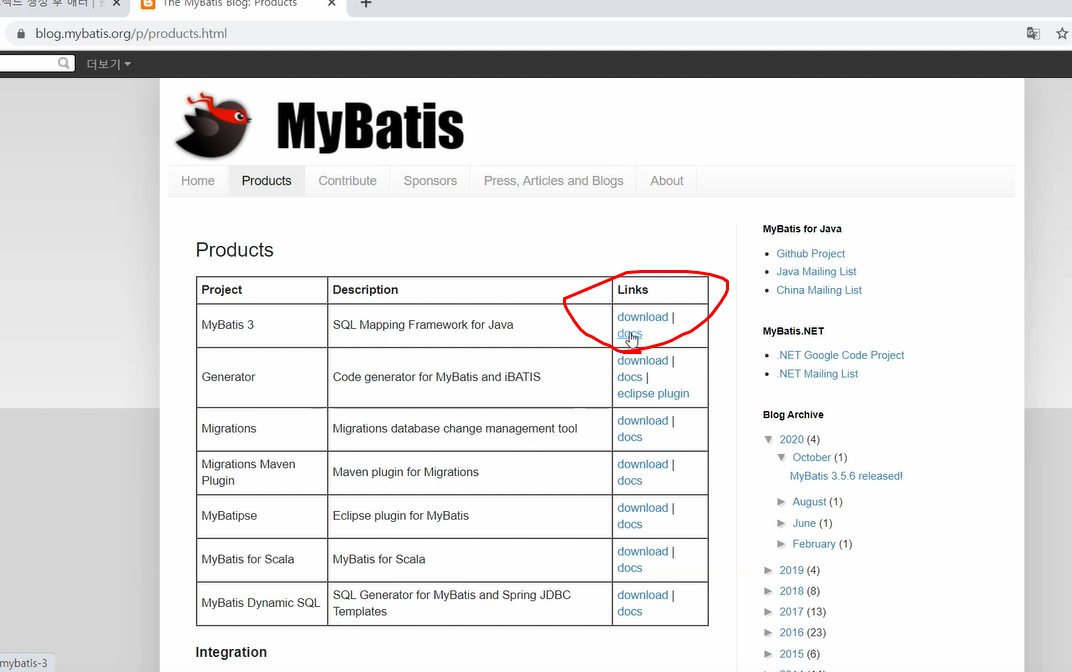 The MyBatis Blog: Products
blog.mybatis.org/p/products.html
더보기
MyBatis
Home Products Contribute Sponsors Press, Articles and Blogs About
Products
Project Description Links
MyBatis 3 SQL Mapping Framework for Java download |
docs
Generator Code generator for MyBatis and iBATIS download |
docs |
eclipse plugin
Migrations Migrations database change management tool download |
docs
Migrations Maven
Plugin Maven plugin for Migrations download |
docs
MyBatipse Eclipse plugin for MyBatis download |
docs
MyBatis for Scala MyBatis for Scala download |
docs
MyBatis Dynamic SQL SQL Generator for MyBatis and Spring JDBC
Templates download |
docs
Integration
MyBatis for Java
Github Project
Java Mailing List
China Mailing List
MyBatis.NET
.NET Google Code Project
.NET Mailing List
Blog Archive
2020 (4)
October (1)
MyBatis 3.5.6 released!
August (1)
June (1)
February (1)
2019 (4)
2018 (8)
2017 (13)
2016 (23)
2015 (6)
mybatis-3